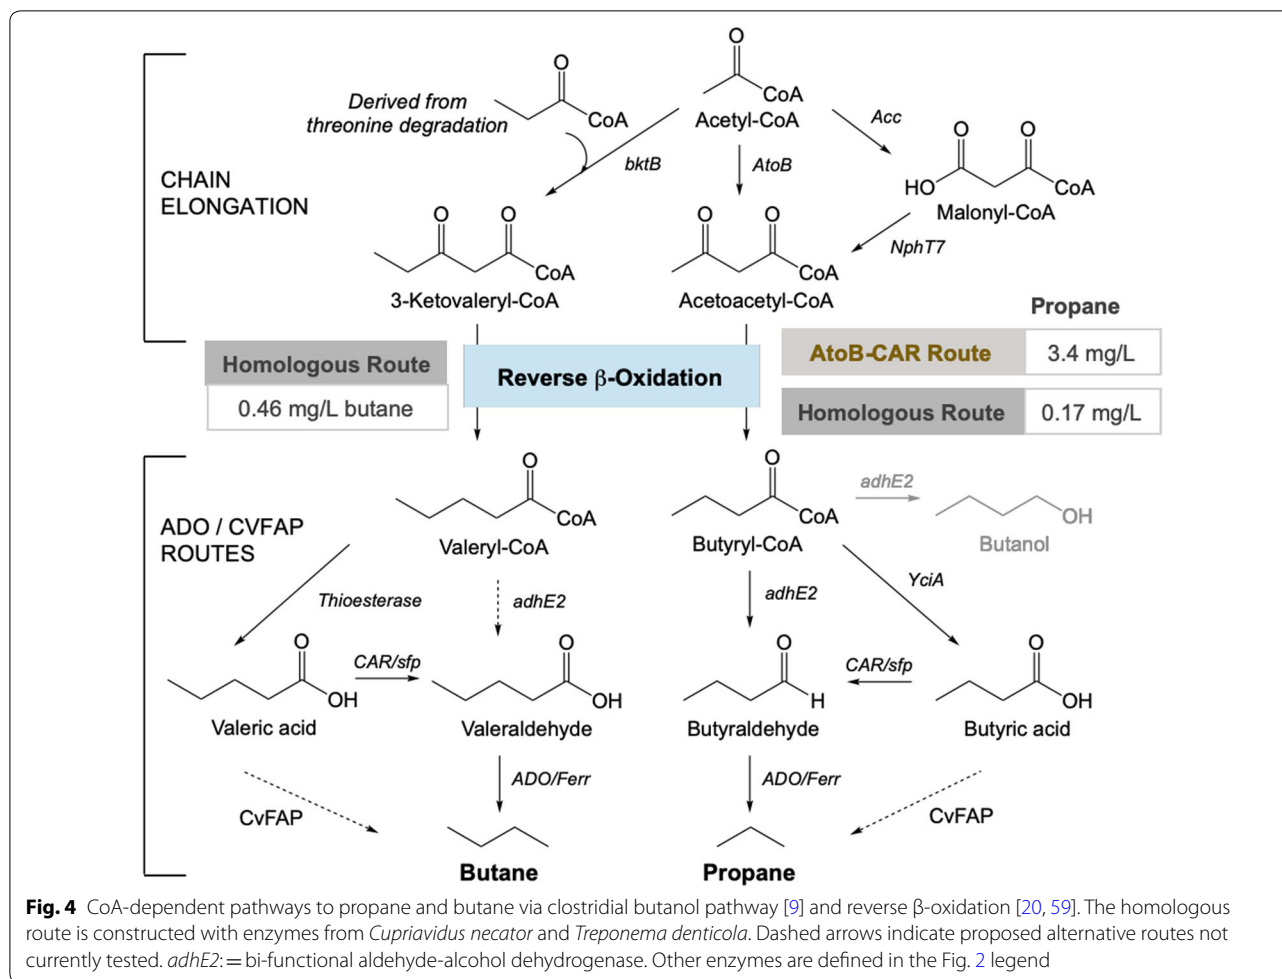 O
CoA
Derived from
threonine degradation
O
CoA
Acetyl-CoA
Acc
bktB
AtoB
O O
HO CoA
Malonyl-CoA
NphT7
CHAIN
ELONGATION
O O
CoA
3-Ketovaleryl-CoA
O O
CoA
Acetoacetyl-CoA
Propane
AtoB-CAR Route 3.4 mg/L
Homologous Route 0.17 mg/L
Homologous Route
0.46 mg/L butane
Reverse β-Oxidation
ADO / CVFAP
ROUTES
O
CoA
Valeryl-CoA
O
CoA
Butyryl-CoA
adhE2
OH
Butanol
Thioesterase
adhE2
adhE2
YciA
O
OH
Valeric acid
CAR/sfp
O
OH
Valeraldehyde
O
H
Butyraldehyde
CAR/sfp
O
OH
Butyric acid
CvFAP
ADO/Ferr
ADO/Ferr
CvFAP
Butane
Propane
Fig. 4 CoA-dependent pathways to propane and butane via clostridial butanol pathway [9] and reverse β-oxidation [20, 59]. The homologous
route is constructed with enzymes from Cupriavidus necator and Treponema denticola. Dashed arrows indicate proposed alternative routes not
currently tested. adhE2: = bi-functional aldehyde-alcohol dehydrogenase. Other enzymes are defined in the Fig. 2 legend